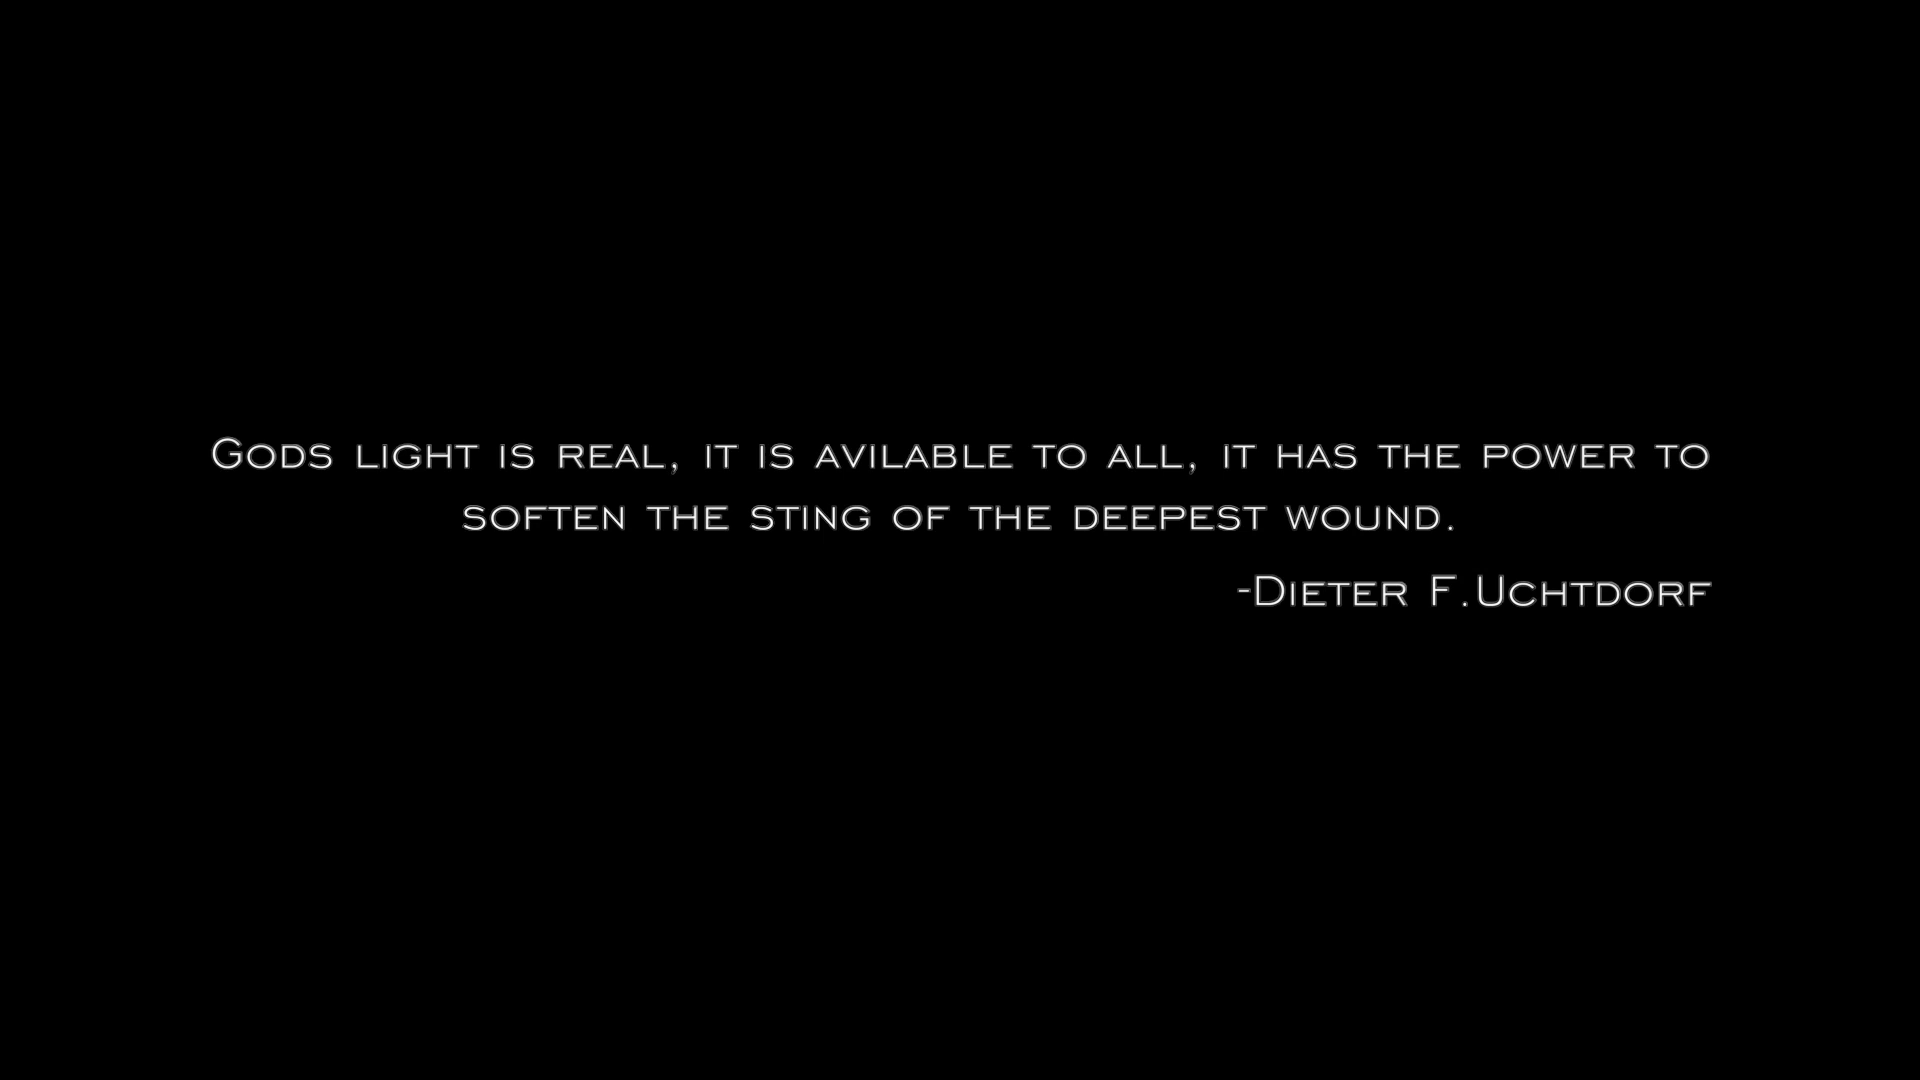 Gods light is real, it is avilable to all, it has the power to
soften the sting of the deepest wound.
-Dieter F.Uchtdorf